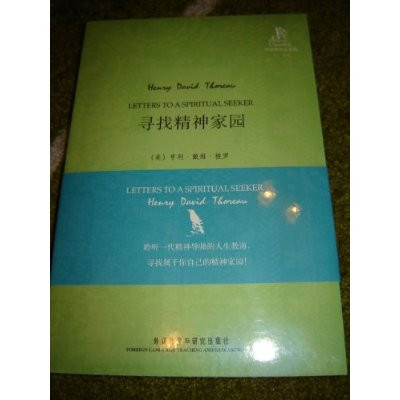 Henry David Thoreau
LETTERS TO A SPIRITUAL SEEKER
寻找精神家园
(美) 亨利·戴维·梭罗
LETTERS TO A SPIRITUAL SEEKER
Henry David Thoreau
聆听一代精神导师的人生教诲，
寻找属于你自己的精神家园！
外语教学与研究出版社
FOREIGN LANGUAGE TEACHING AND RESEARCH